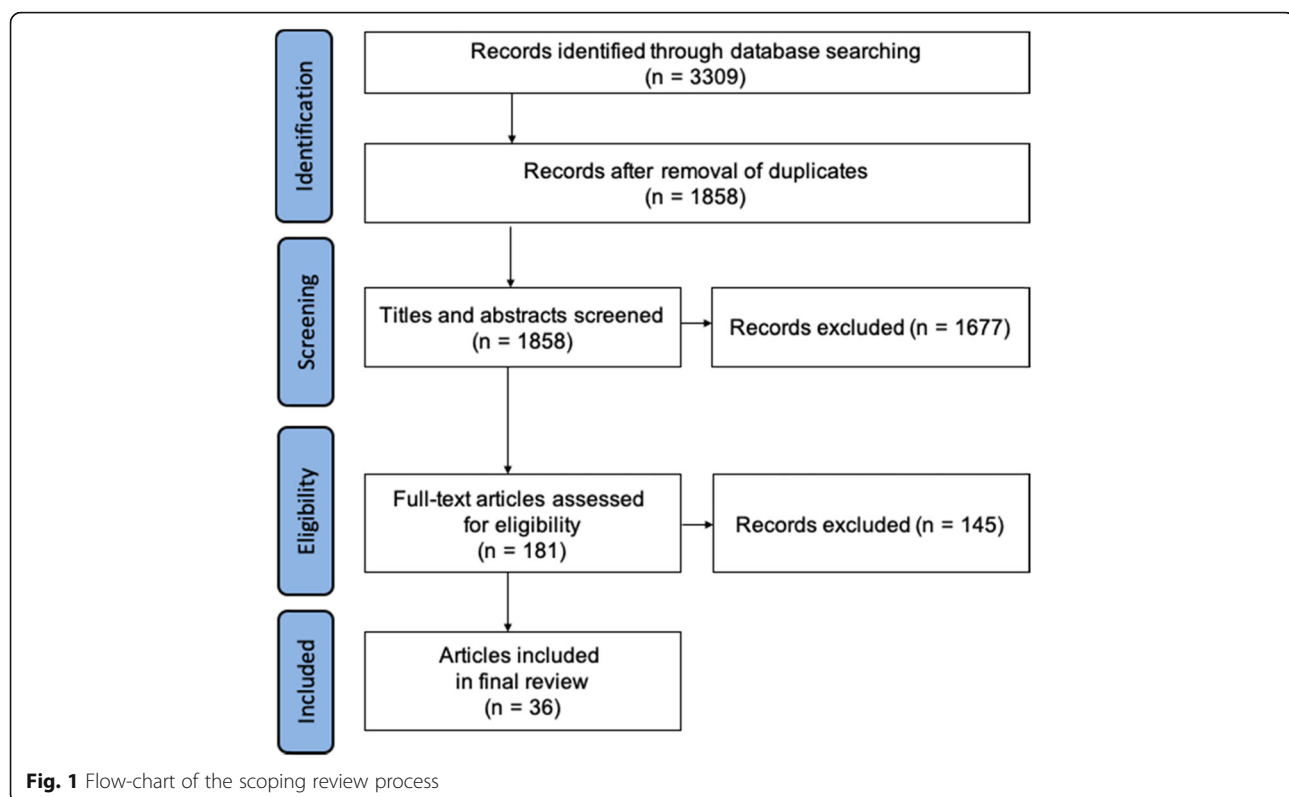 Identification
Records identified through database searching
(n = 3309)
Records after removal of duplicates
(n = 1858)
Screening
Titles and abstracts screened
(n = 1858)
Records excluded (n = 1677)
Eligibility
Full-text articles assessed
for eligibility
(n = 181)
Records excluded (n = 145)
Included
Articles included
in final review
(n = 36)
Fig. 1 Flow-chart of the scoping review process